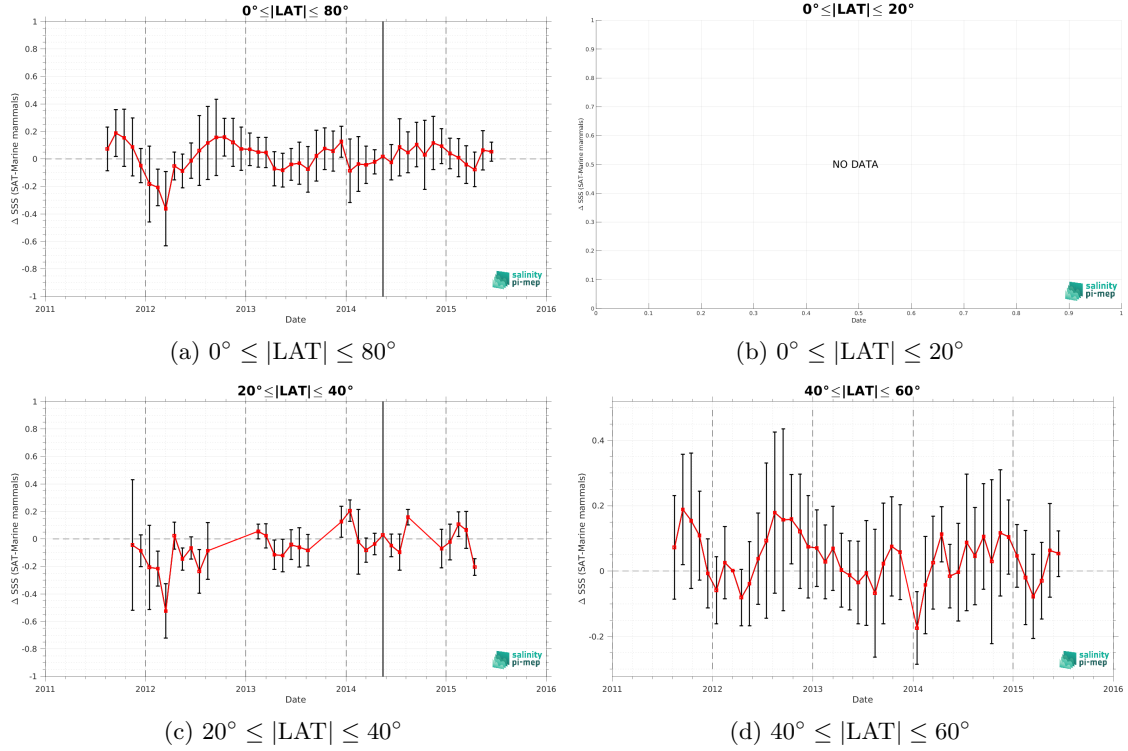 0°≤|LAT|≤ 80°
Δ SSS (SAT-Marine mammals)
1
0.8
0.6
0.4
0.2
0
-0.2
-0.4
-0.6
-0.8
-1
2011 2012 2013 2014 2015 2016
Date
salinity
pi-mep
(a) 0° ≤ |LAT| ≤ 80°
0°≤|LAT|≤ 20°
Δ SSS (SAT-Marine mammals)
1
0.9
0.8
0.7
0.6
0.5
0.4
0.3
0.2
0.1
0
NO DATA
0 0.1 0.2 0.3 0.4 0.5 0.6 0.7 0.8 0.9 1
Date
salinity
pi-mep
(b) 0° ≤ |LAT| ≤ 20°
20°≤|LAT|≤ 40°
Δ SSS (SAT-Marine mammals)
1
0.8
0.6
0.4
0.2
0
-0.2
-0.4
-0.6
-0.8
-1
2011 2012 2013 2014 2015 2016
Date
salinity
pi-mep
(c) 20° ≤ |LAT| ≤ 40°
40°≤|LAT|≤ 60°
Δ SSS (SAT-Marine mammals)
0.4
0.2
0
-0.2
2011 2012 2013 2014 2015 2016
Date
salinity
pi-mep
(d) 40° ≤ |LAT| ≤ 60°